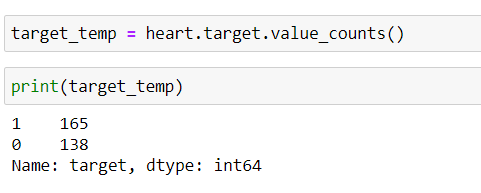 target_temp = heart.target.value_counts()
print(target_temp)
1    165
0    138
Name: target, dtype: int64